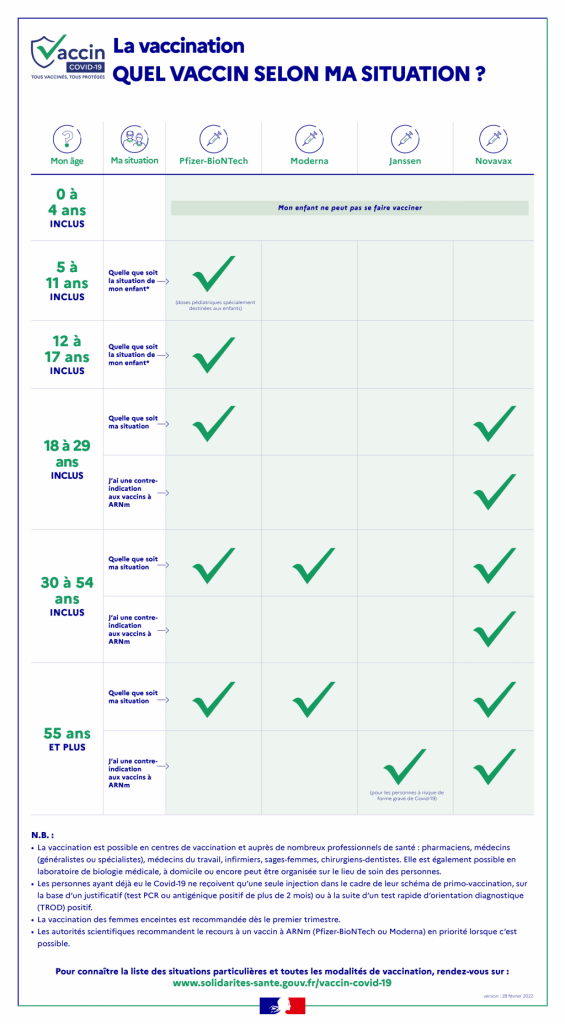 Vaccin
COVID-19
TOUS VACCINÉS, TOUS PROTÉGÉS
La vaccination
QUEL VACCIN SELON MA SITUATION ?
Mon âge
Ma situation
Pfizer-BioNTech
Moderna
Janssen
Novavax
0 à
4 ans
INCLUS
Mon enfant ne peut pas se faire vacciner
5 à
11 ans
INCLUS
Quelle que soit
la situation de
mon enfant*
(doses pédiatriques spécialement
destinées aux enfants)
12 à
17 ans
INCLUS
Quelle que soit
la situation de
mon enfant*
18 à 29
ans
INCLUS
Quelle que soit
ma situation
J'ai une contre-
indication
aux vaccins à
ARNm
30 à 54
ans
INCLUS
Quelle que soit
ma situation
J'ai une contre-
indication
aux vaccins à
ARNm
55 ans
ET PLUS
Quelle que soit
ma situation
J'ai une contre-
indication
aux vaccins à
ARNm
(pour les personnes à risque de
forme grave de Covid-19)
N.B. :
• La vaccination est possible en centres de vaccination et auprès de nombreux professionnels de santé : pharmaciens, médecins
(généralistes ou spécialistes), médecins du travail, infirmiers, sages-femmes, chirurgiens-dentistes. Elle est également possible en
laboratoire de biologie médicale, à domicile ou encore peut être organisée sur le lieu de soin des personnes.
• Les personnes ayant déjà eu le Covid-19 ne reçoivent qu'une seule injection dans le cadre de leur schéma de primo-vaccination, sur
la base d'un justificatif (test PCR ou antigénique positif de plus de 2 mois) ou à la suite d'un test rapide d'orientation diagnostique
(TROD) positif.
• La vaccination des femmes enceintes est recommandée dès le premier trimestre.
• Les autorités scientifiques recommandent le recours à un vaccin à ARNm (Pfizer-BioNTech ou Moderna) en priorité lorsque c'est
possible.
Pour connaître la liste des situations particulières et toutes les modalités de vaccination, rendez-vous sur :
www.solidarites-sante.gouv.fr/vaccin-covid-19
version : 28 février 2022